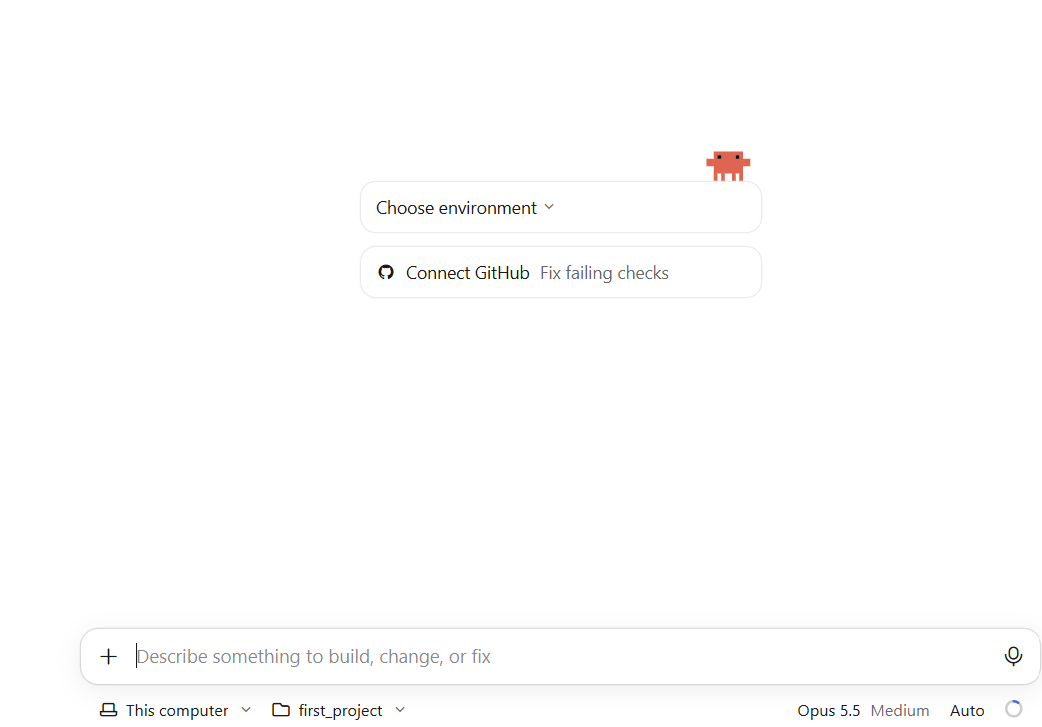 Choose environment
Connect GitHub Fix failing checks
Describe something to build, change, or fix
This computer first_project Opus 5.5 Medium Auto